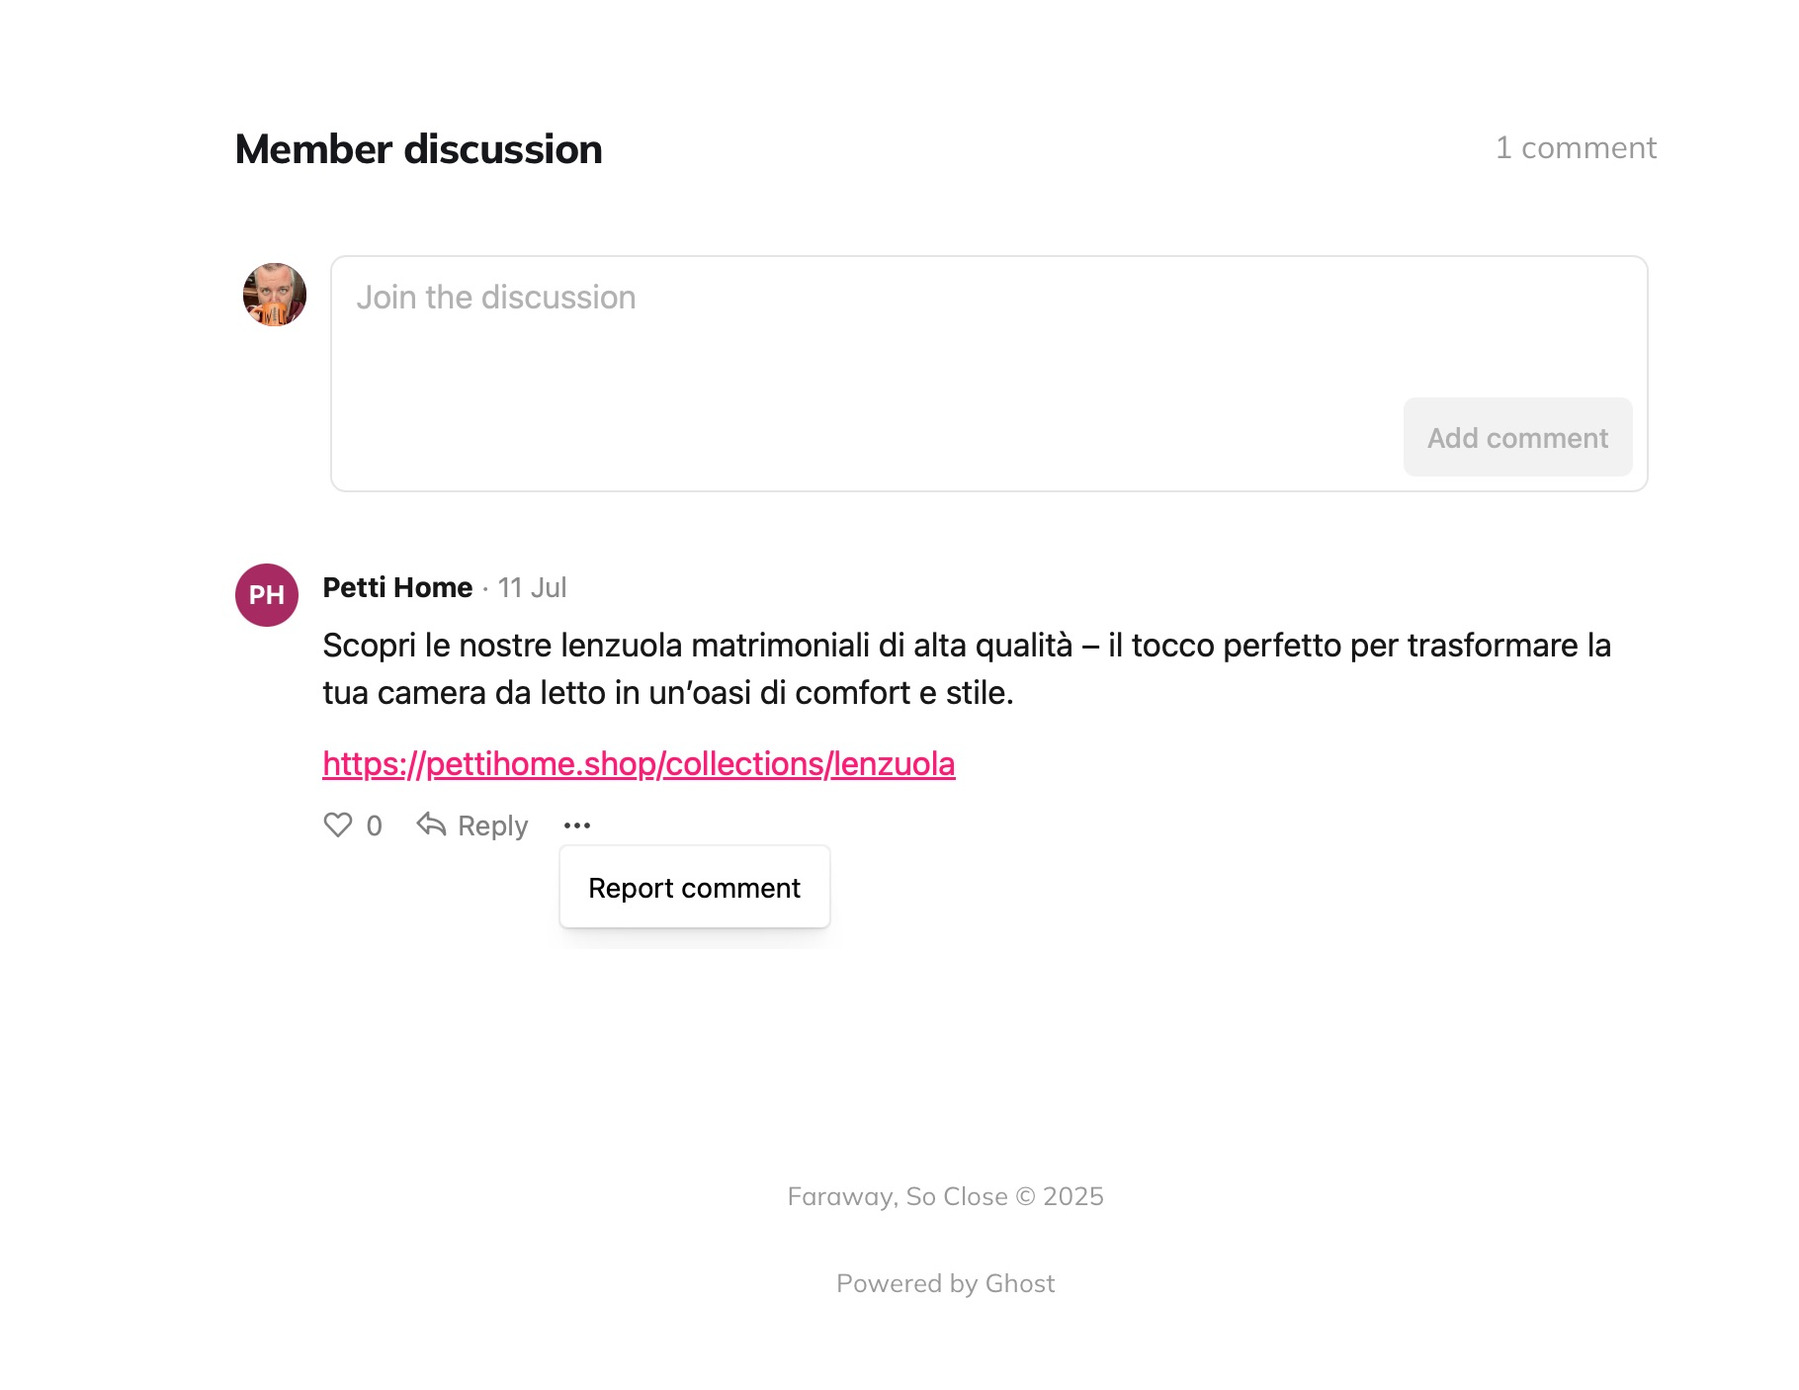 Member discussion
1 comment
Join the discussion
Add comment
PH
Petti Home · 11 Jul
Scopri le nostre lenzuola matrimoniali di alta qualità – il tocco perfetto per trasformare la
tua camera da letto in un’oasi di comfort e stile.
https://pettihome.shop/collections/lenzuola
0 Reply •••
Report comment
Faraway, So Close © 2025
Powered by Ghost